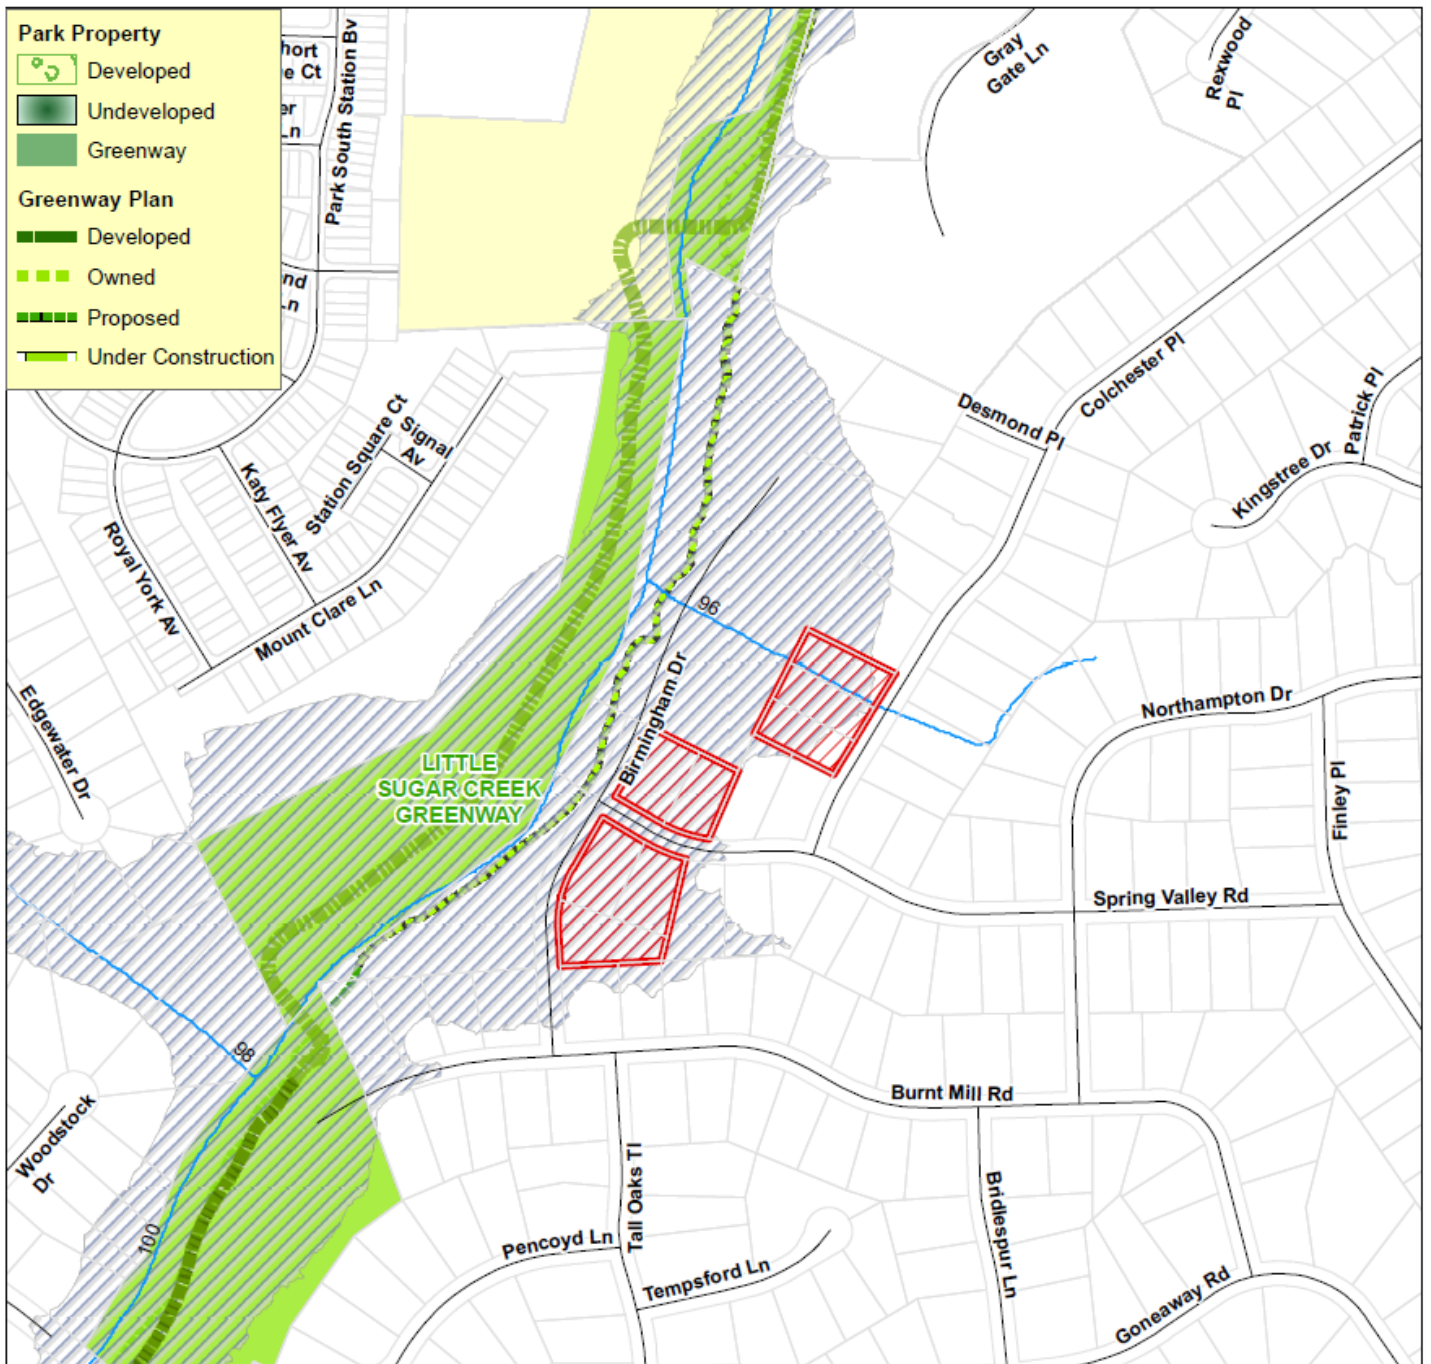 Park Property
Developed
Undeveloped
Greenway
Greenway Plan
Developed
Owned
Proposed
Under Construction
Ct
Ln
Ln
Park South Station Bv
Gray
Gate Ln
Rexwood
Pl
Desmond Pl
Colchester Pl
Patrick Pl
Kingstree Dr
Station Square Ct
Signal
Av
Katy Flyer Av
Royal York Av
Mount Clare Ln
96
Birmingham Dr
Edgewater Dr
LITTLE
SUGAR CREEK
GREENWAY
Northampton Dr
Finley Pl
Spring Valley Rd
98
Burnt Mill Rd
Woodstock
Dr
100
Tall Oaks Tl
Pencoyd Ln
Tempsford Ln
Bridlespur Ln
Goneaway Rd